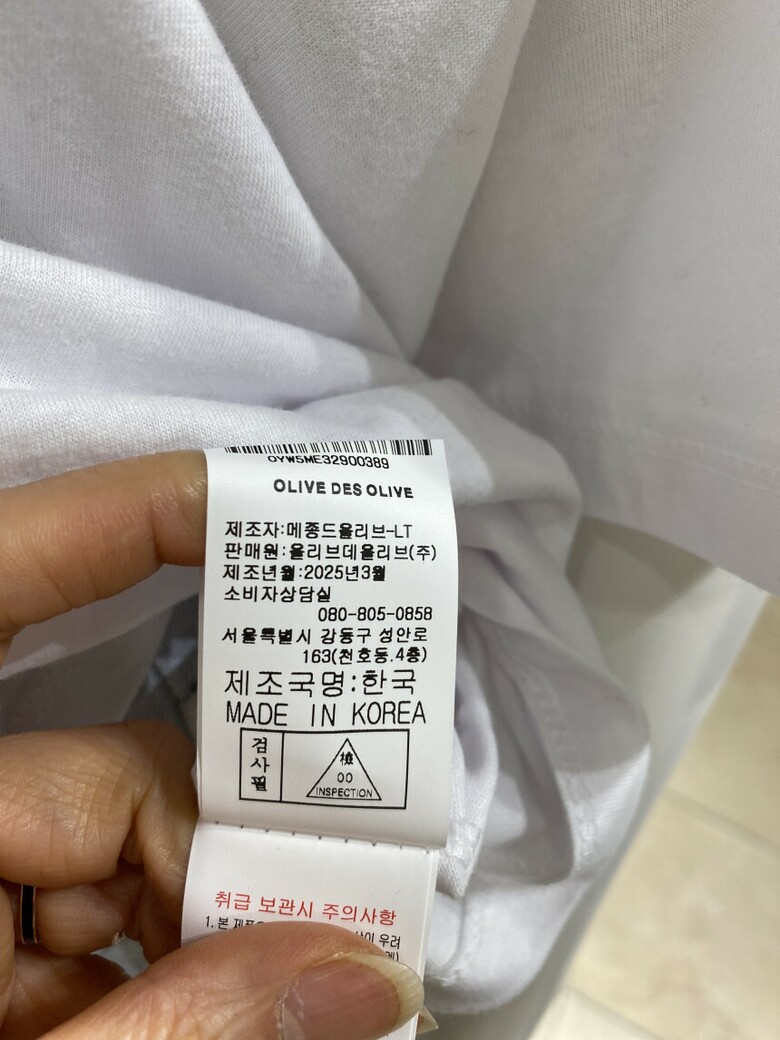 OYW5ME32900389
OLIVE DES OLIVE
제조자:메종드올리브-LT
판매원:올리브데올리브(주)
제조년월:2025년3월
소비자상담실
080-805-0858
서울특별시 강동구 성안로
163(천호동.4층)
제조국명:한국
MADE IN KOREA
검사필
檢
00
INSPECTION
취급 보관시 주의사항
1. 본 우려